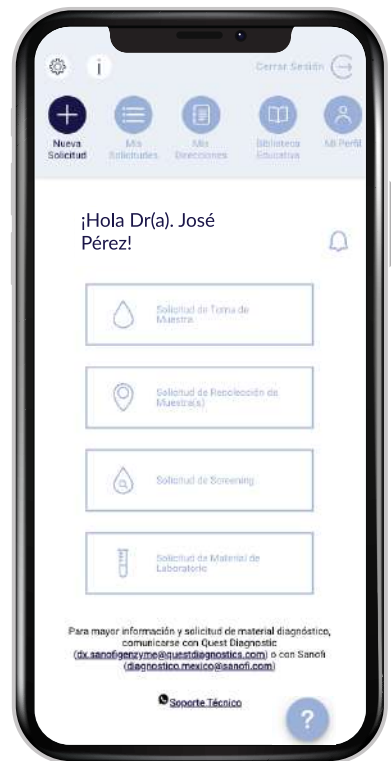 i
Cerrar Sesión
Nueva
Solicitud
Mis
Solicitudes
Mis
Direcciones
Biblioteca
Educativa
Mi Perfil
¡Hola Dr(a). José
Pérez!
Solicitud de Toma de
Muestra
Solicitud de Recolección de
Muestra(s)
Solicitud de Screening
Solicitud de Material de
Laboratorio
Para mayor información y solicitud de material diagnóstico,
comunicarse con Quest Diagnostic
(dx.sanofigenzyme@questdiagnostics.com) o con Sanofi
(diagnostico.mexico@sanofi.com)
Soporte Técnico
?